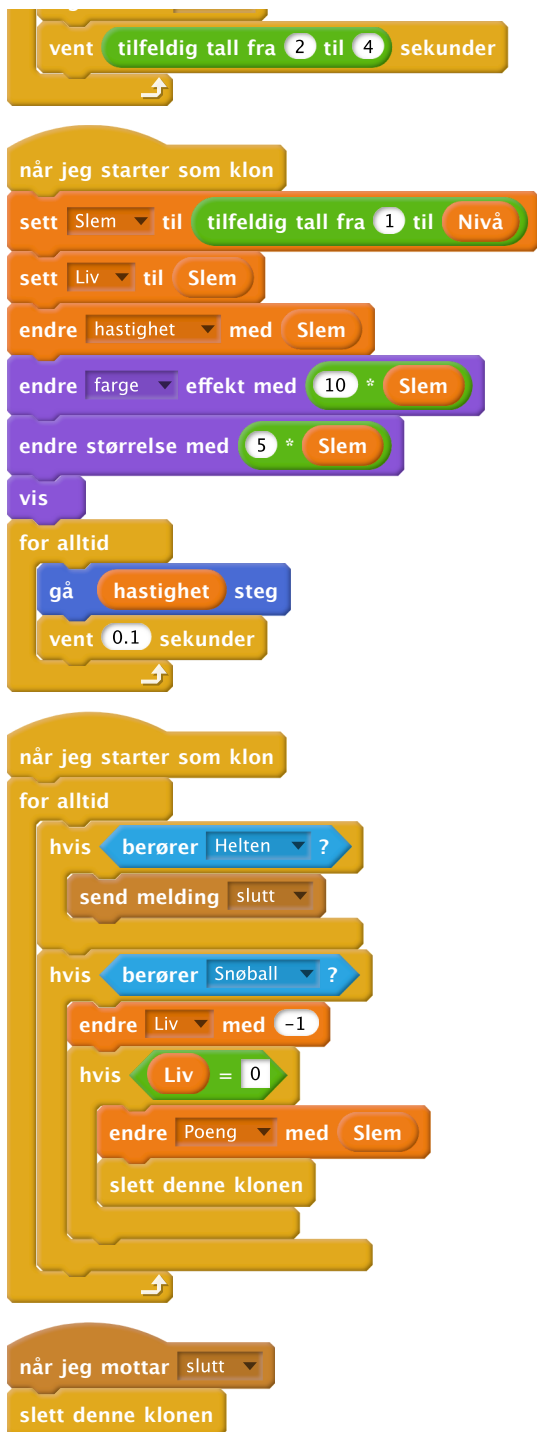 vent tilfeldig tall fra 2 til 4 sekunder
når jeg starter som klon
sett Slem til tilfeldig tall fra 1 til Nivå
sett Liv til Slem
endre hastighet med Slem
endre farge effekt med 10 * Slem
endre størrelse med 5 * Slem
vis
for alltid
gå hastighet steg
vent 0.1 sekunder
når jeg starter som klon
for alltid
hvis berører Helten ?
send melding slutt
hvis berører Snøball ?
endre Liv med -1
hvis Liv = 0
endre Poeng med Slem
slett denne klonen
når jeg mottar slutt
slett denne klonen